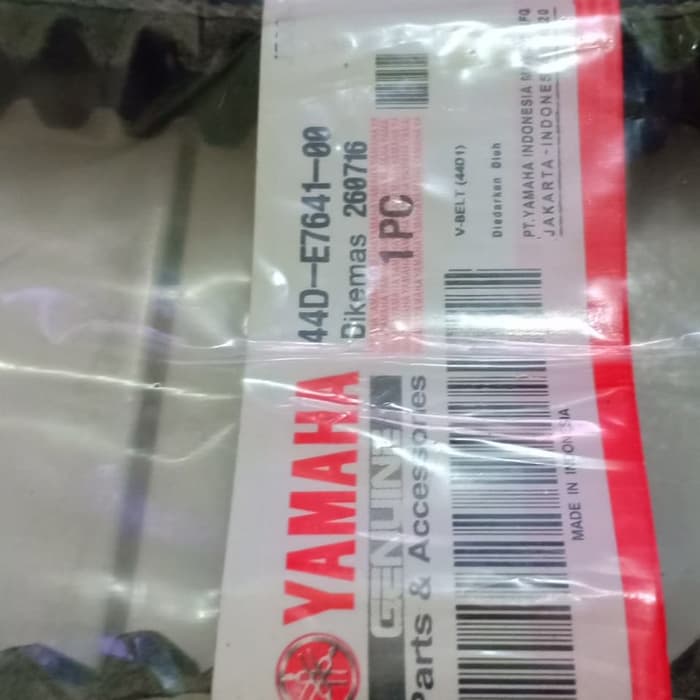 44D-E7641-00
Dikemas 260716
1 PC
YAMAHA
GENUINE
Parts & Accessories
V-BELT (4401)
Diedarkan Oleh
PT.YAMAHA INDONESIA
JAKARTA-INDONES
MADE IN INDONESIA